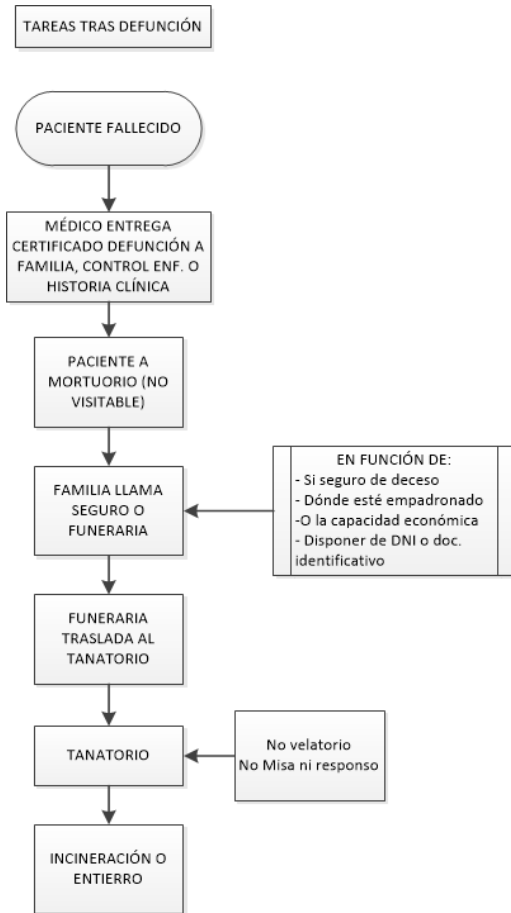 TAREAS TRAS DEFUNCIÓN
PACIENTE FALLECIDO
MÉDICO ENTREGA
CERTIFICADO DEFUNCIÓN A
FAMILIA, CONTROL ENF. O
HISTORIA CLÍNICA
PACIENTE A
MORTUORIO (NO
VISITABLE)
FAMILIA LLAMA
SEGURO O
FUNERARIA
EN FUNCIÓN DE:
- Si seguro de deceso
- Dónde esté empadronado
-O la capacidad económica
- Disponer de DNI o doc.
identificativo
FUNERARIA
TRASLADA AL
TANATORIO
TANATORIO
No velatorio
No Misa ni responso
INCINERACIÓN O
ENTIERRO